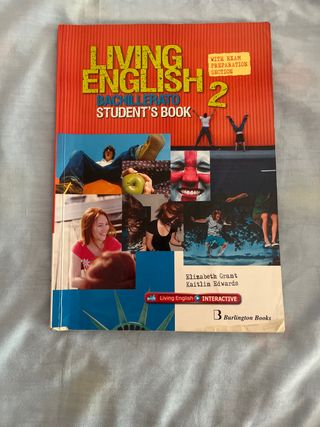 LIVING
ENGLISH 2
BACHILLERATO
STUDENT'S BOOK
WITH EXAM
PREPARATION
SECTION
Elizabeth Grant
Kaitlin Edwards
Living English INTERACTIVE
B Burlington Books